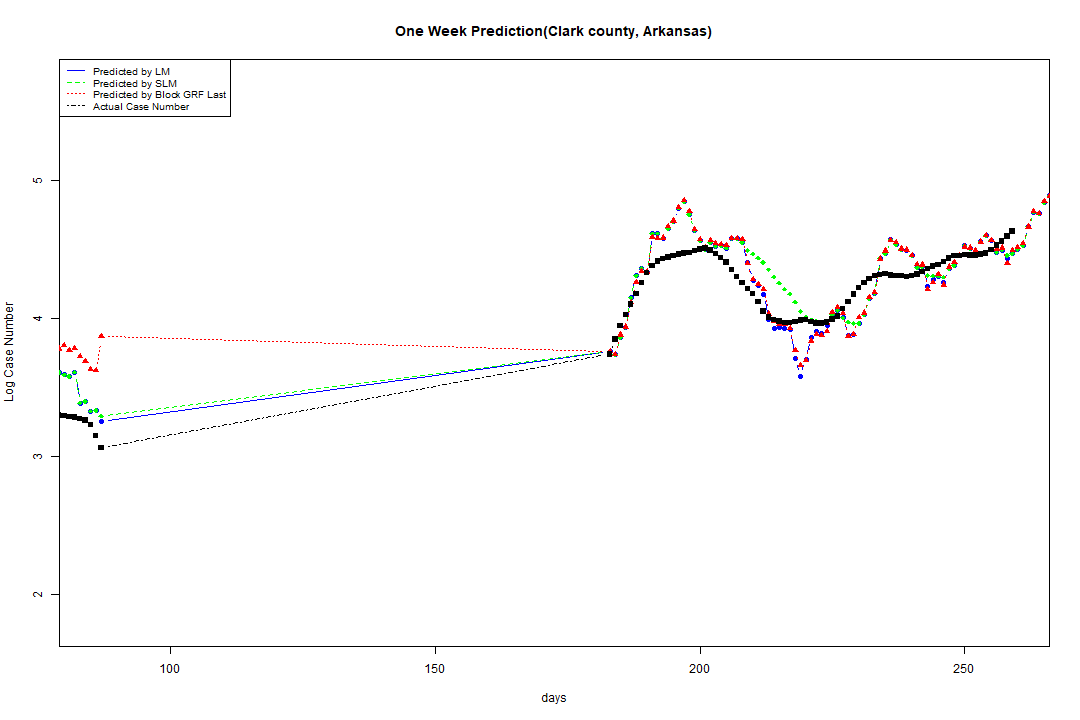 One Week Prediction(Clark county, Arkansas)
Predicted by LM
Predicted by SLM
Predicted by Block GRF Last
Actual Case Number
5
4
3
2
Log Case Number
100 150 200 250
days